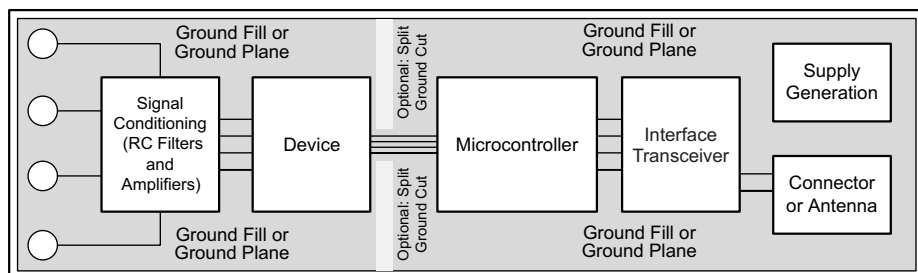 Ground Fill or
Ground Plane
Optional: Split
Ground Cut
Ground Fill or
Ground Plane
Supply
Generation
Signal
Conditioning
(RC Filters
and
Amplifiers)
Device
Microcontroller
Interface
Transceiver
Connector
or Antenna
Ground Fill or
Ground Plane
Optional: Split
Ground Cut
Ground Fill or
Ground Plane